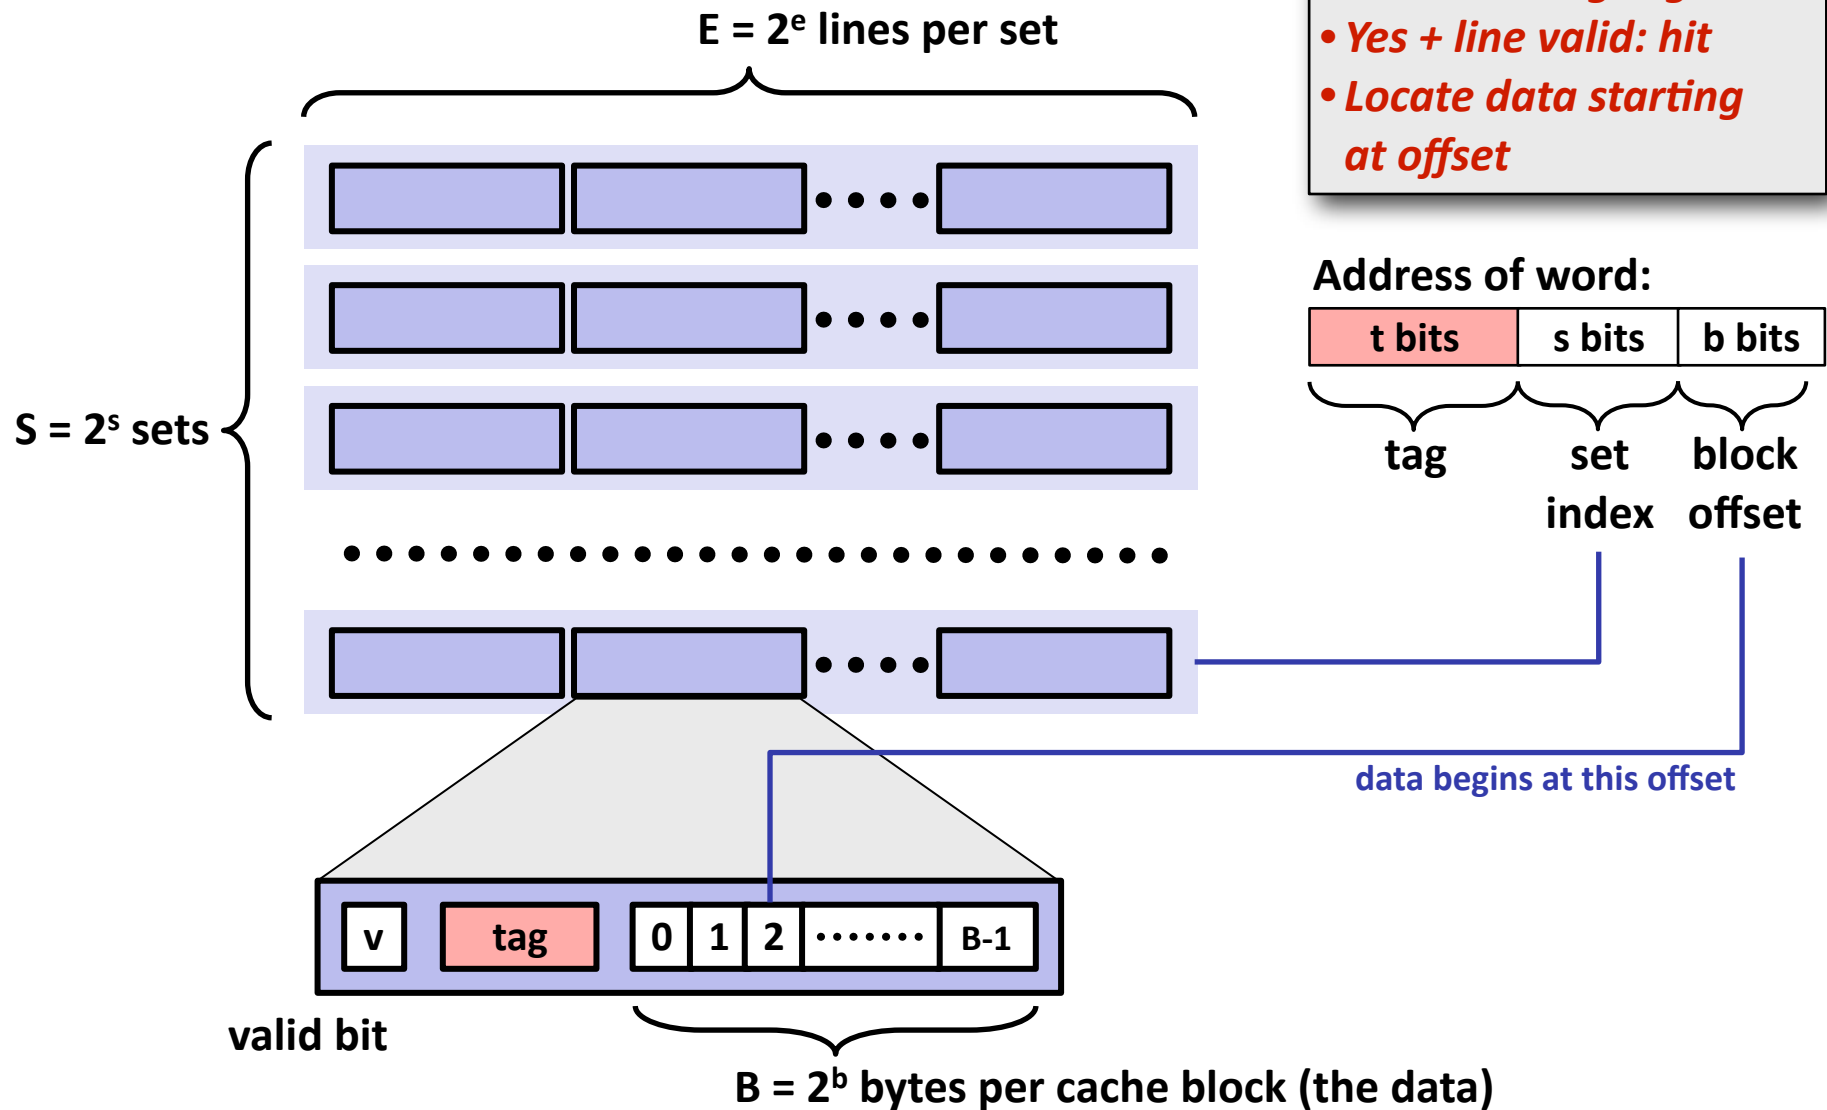 E = 2ᵉ lines per set
• Yes + line valid: hit
• Locate data starting
at offset
Address of word:
t bits s bits b bits
tag set block
index offset
S = 2ˢ sets
data begins at this offset
v tag 0 1 2 ······· B-1
valid bit
B = 2ᵇ bytes per cache block (the data)